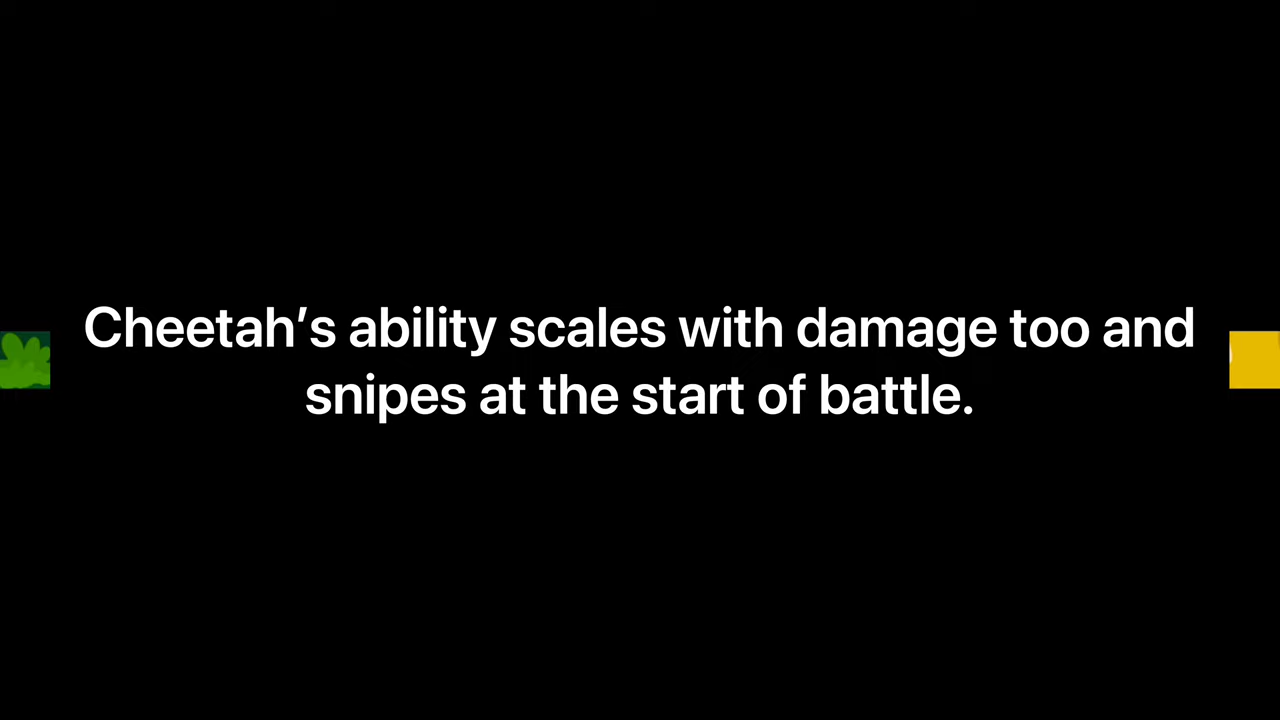 Cheetah’s ability scales with damage too and
snipes at the start of battle.